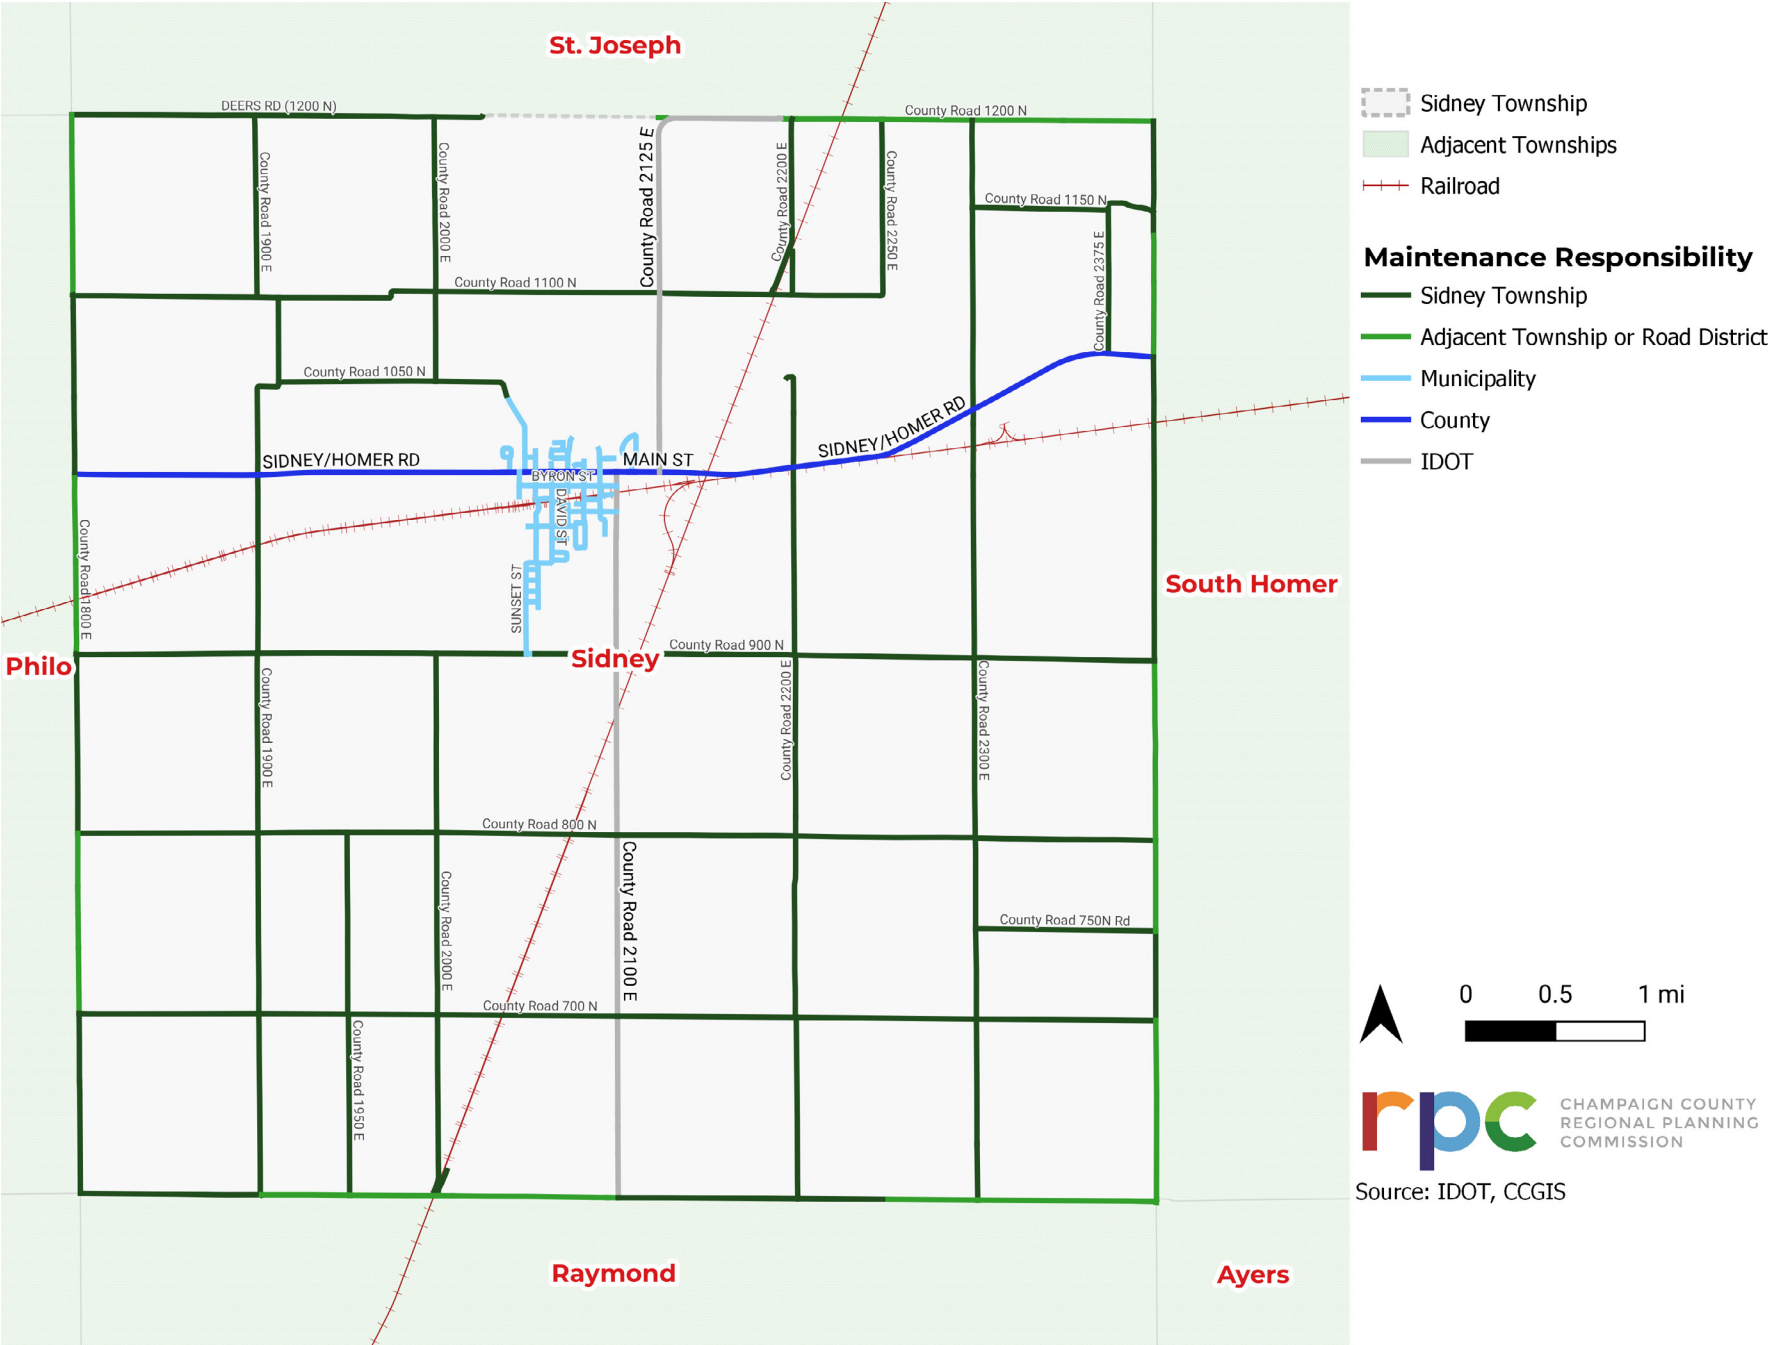 St. Joseph
DEERS RD (1200 N)
County Road 1200 N
County Road 1900 E
County Road 2000 E
County Road 2125 E
County Road 2200 E
County Road 2250 E
County Road 1150 N
County Road 2375 E
County Road 1100 N
County Road 1050 N
SIDNEY/HOMER RD
MAIN ST
SIDNEY/HOMER RD
BYRON ST
DAVID ST
SUNSET ST
County Road 1800 E
South Homer
Philo
Sidney
County Road 900 N
County Road 1900 E
County Road 2200 E
County Road 2300 E
County Road 800 N
County Road 2000 E
County Road 2100 E
County Road 750N Rd
County Road 700 N
County Road 1950 E
Raymond
Ayers
Sidney Township
Adjacent Townships
Railroad
Maintenance Responsibility
Sidney Township
Adjacent Township or Road District
Municipality
County
IDOT
0 0.5 1 mi
rpc
CHAMPAIGN COUNTY
REGIONAL PLANNING
COMMISSION
Source: IDOT, CCGIS